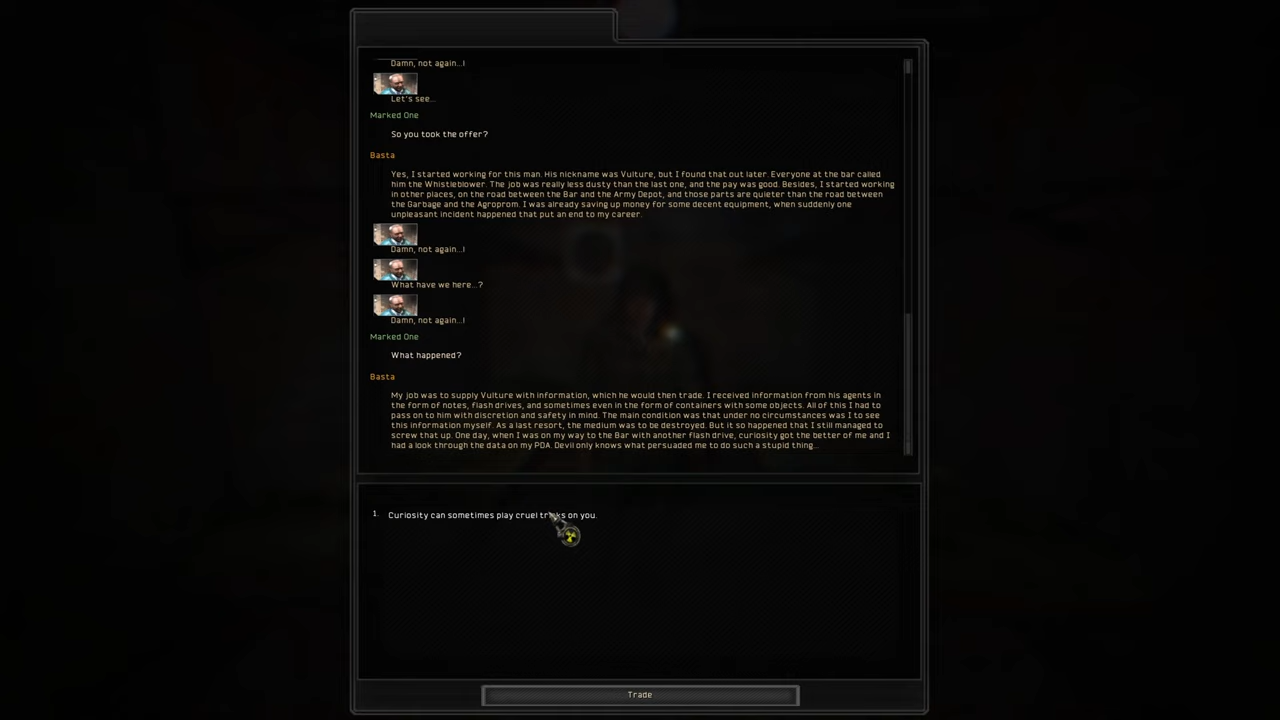 Damn, not again...!
Let's see...
Marked One
So you took the offer?
Basta
Yes, I started working for this man. His nickname was Vulture, but I found that out later. Everyone at the bar called
him the Whistleblower. The job was really less dusty than the last one, and the pay was good. Besides, I started working
in other places, on the road between the Bar and the Army Depot, and those parts are quieter than the road between
the Garbage and the Agroprom. I was already saving up money for some decent equipment, when suddenly one
unpleasant incident happened that put an end to my career.
Damn, not again...!
What have we here...?
Damn, not again...!
Marked One
What happened?
Basta
My job was to supply Vulture with information, which he would then trade. I received information from his agents in
the form of notes, flash drives, and sometimes even in the form of containers with some objects. All of this I had to
pass on to him with discretion and safety in mind. The main condition was that under no circumstances was I to see
this information myself. As a last resort, the medium was to be destroyed. But it so happened that I still managed to
screw that up. One day, when I was on my way to the Bar with another flash drive, curiosity got the better of me and I
had a look through the data on my PDA. Devil only knows what persuaded me to do such a stupid thing...
1. Curiosity can sometimes play cruel tricks on you.
Trade